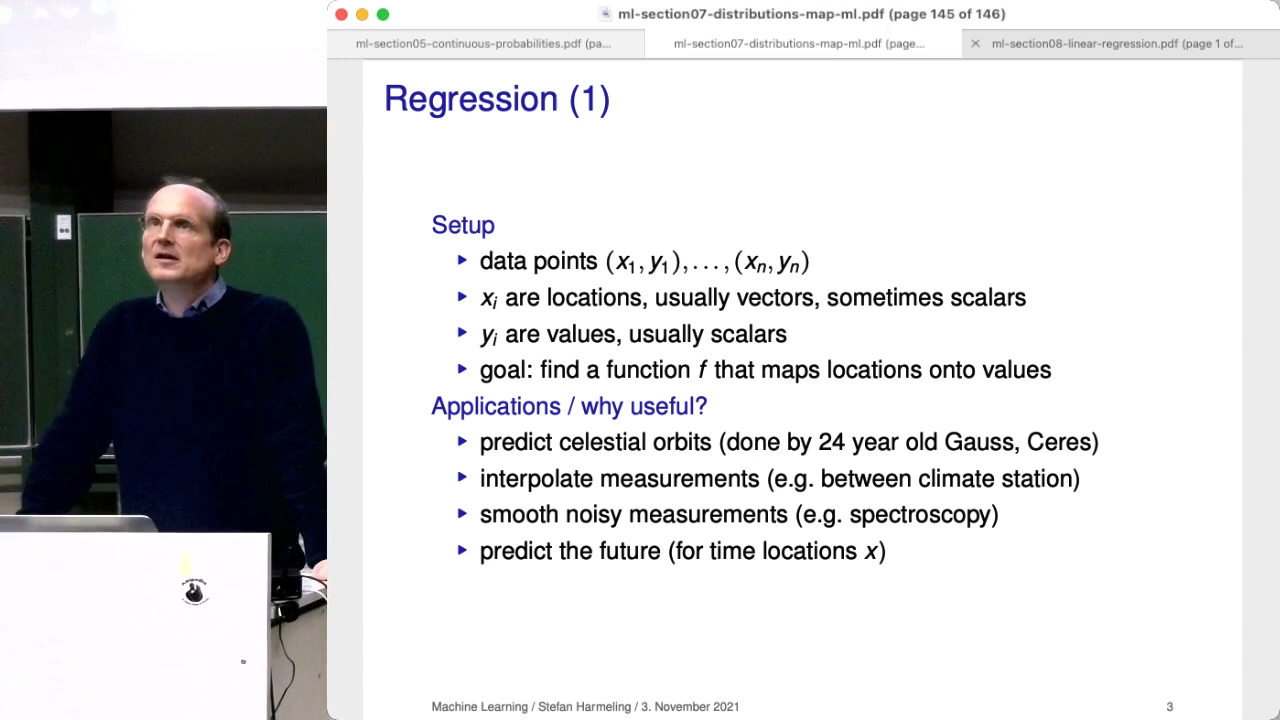 ml-section07-distributions-map-ml.pdf (page 145 of 146)
ml-section05-continuous-probabilities.pdf (pa...
ml-section07-distributions-map-ml.pdf (page...
ml-section08-linear-regression.pdf (page 1 of...
Regression (1)
Setup
data points (x₁, y₁), . . . , (xₙ, yₙ)
xᵢ are locations, usually vectors, sometimes scalars
yᵢ are values, usually scalars
goal: find a function f that maps locations onto values
Applications / why useful?
predict celestial orbits (done by 24 year old Gauss, Ceres)
interpolate measurements (e.g. between climate station)
smooth noisy measurements (e.g. spectroscopy)
predict the future (for time locations x)
Machine Learning / Stefan Harmeling / 3. November 2021
3